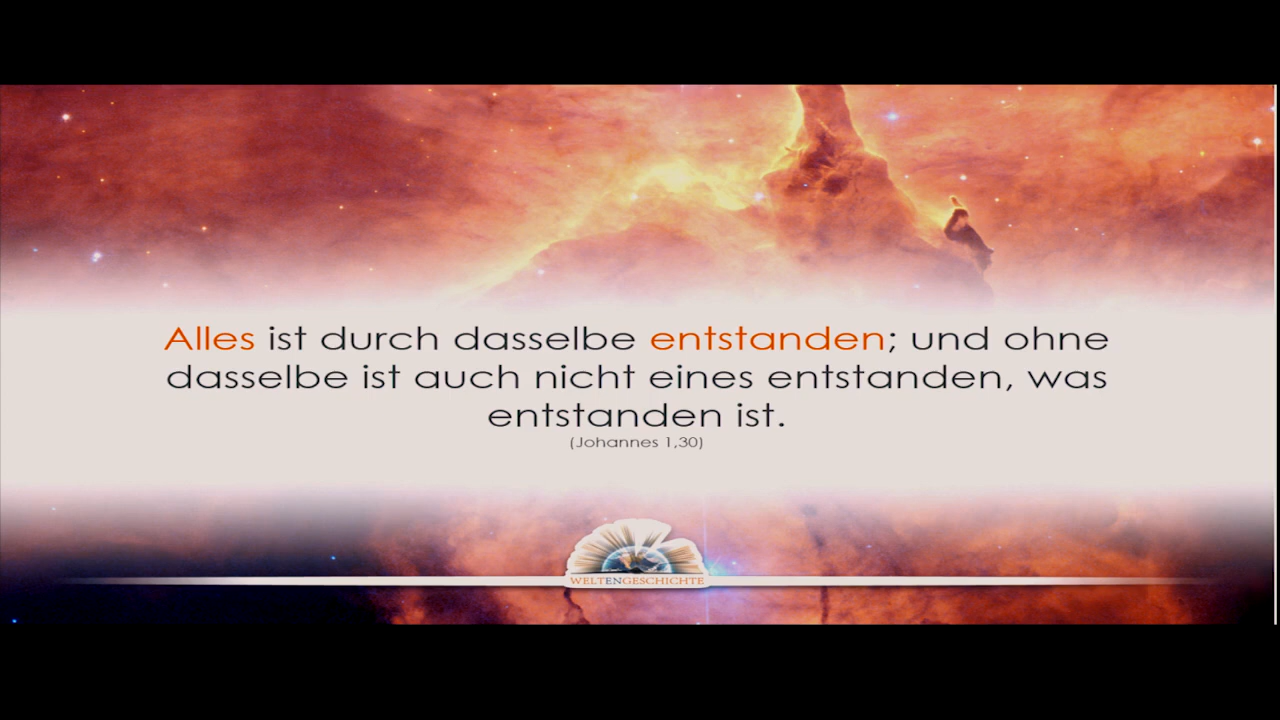 Alles ist durch dasselbe entstanden; und ohne
dasselbe ist auch nicht eines entstanden, was
entstanden ist.
(Johannes 1,30)
WELTENGESCHICHTE